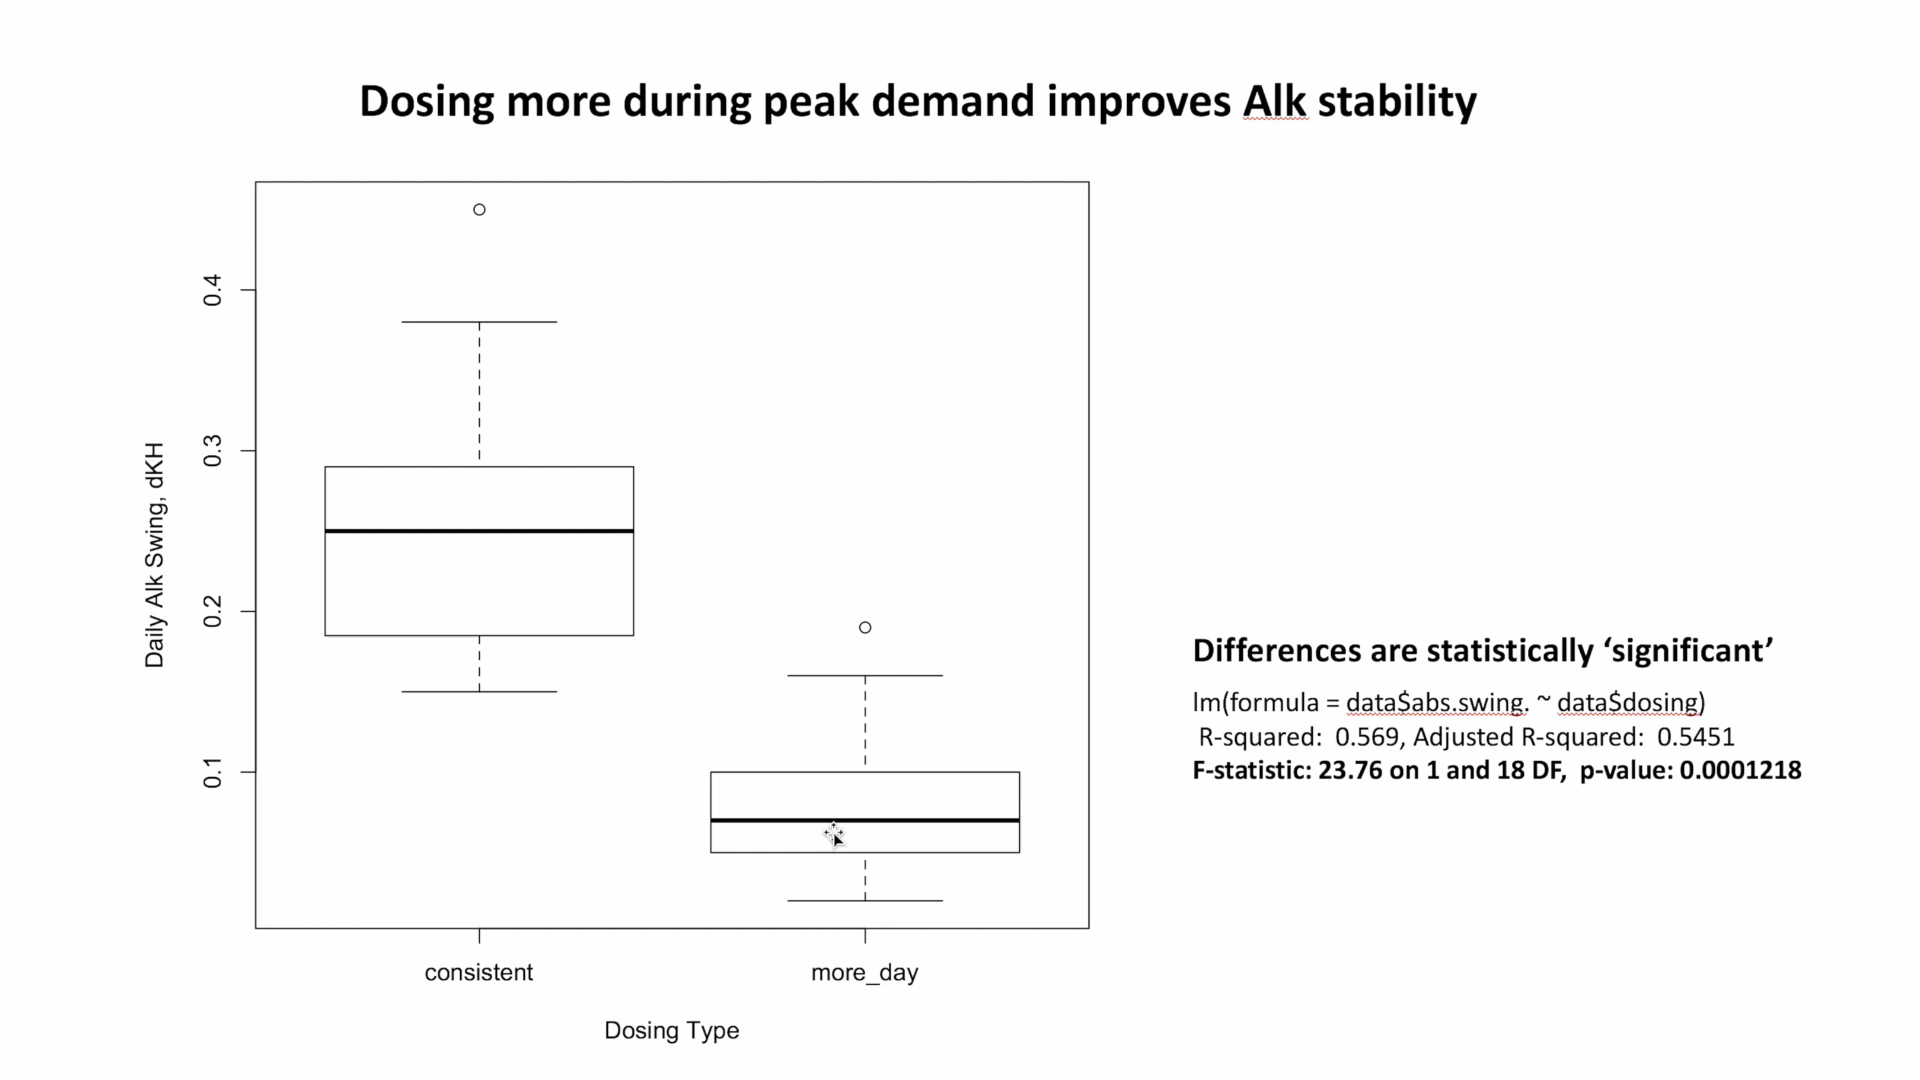 Dosing more during peak demand improves Alk stability
0.4
0.3
0.2
0.1
Daily Alk Swing, dKH
consistent
more_day
Dosing Type
Differences are statistically ‘significant’
lm(formula = data$abs.swing. ~ data$dosing)
R-squared:  0.569, Adjusted R-squared:  0.5451
F-statistic: 23.76 on 1 and 18 DF,  p-value: 0.0001218